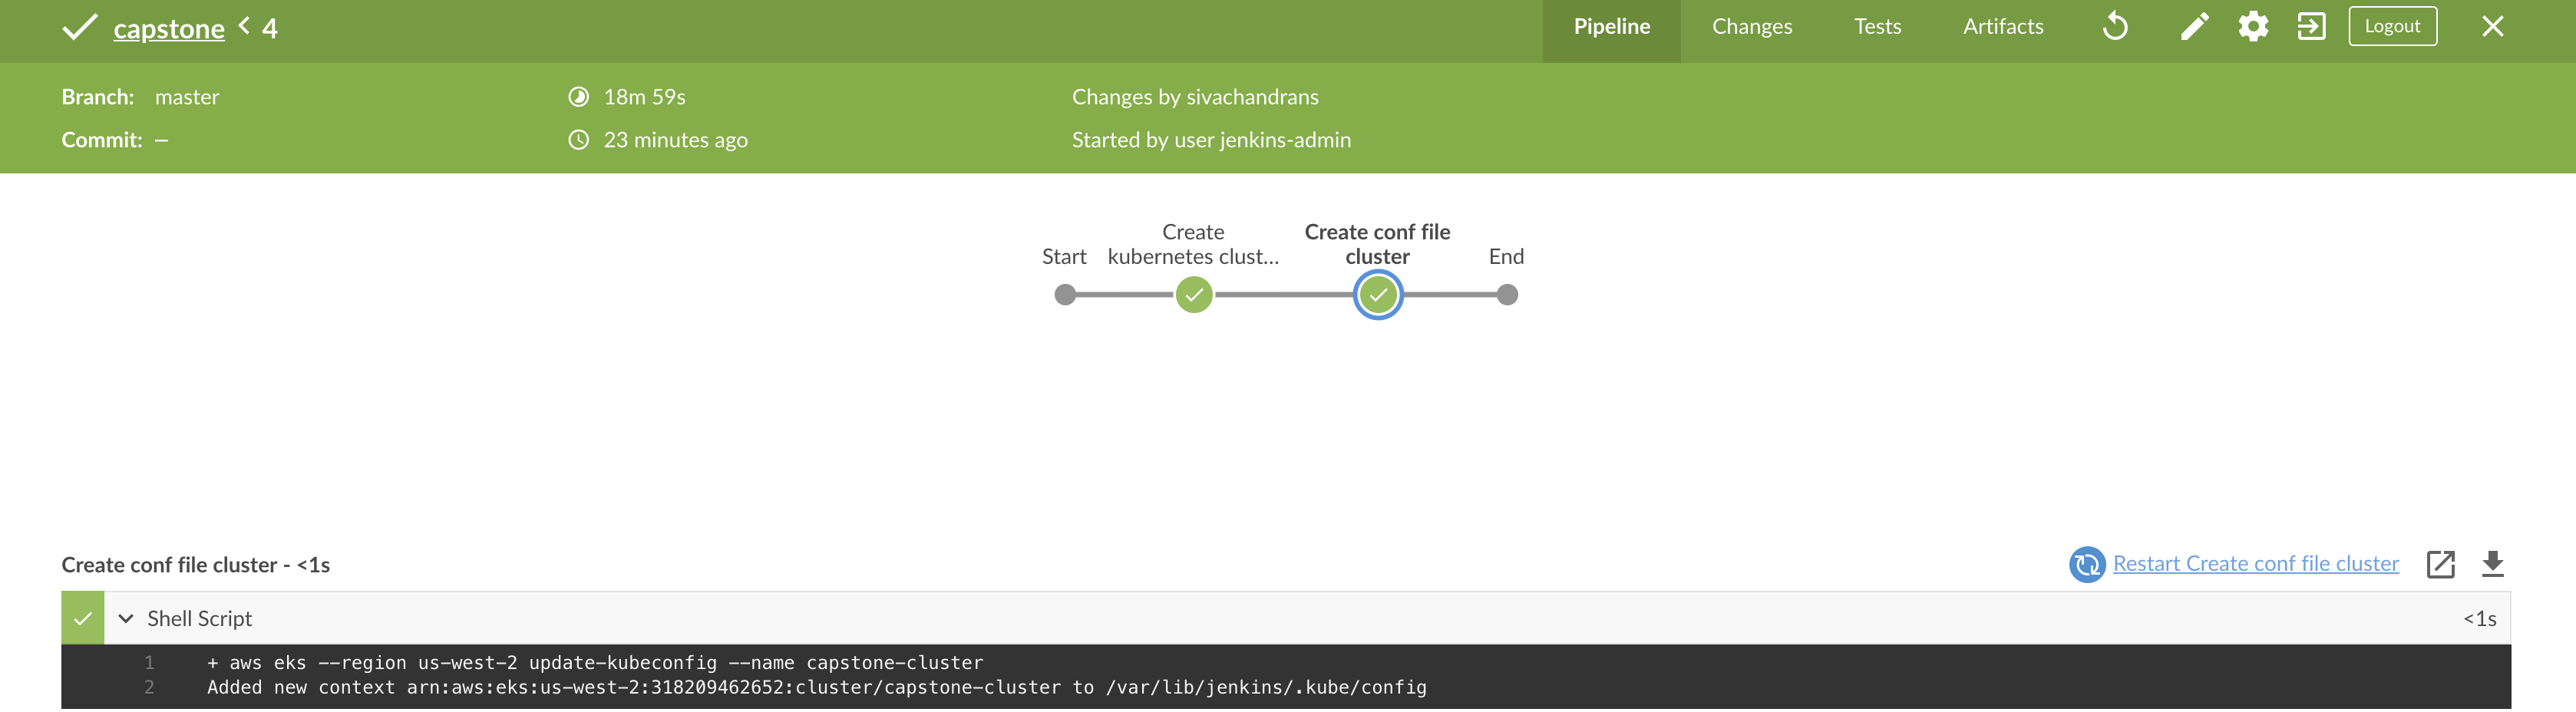 capstone < 4
Pipeline
Changes
Tests
Artifacts
Logout
Branch: master
18m 59s
Changes by sivachandrans
Commit: –
23 minutes ago
Started by user jenkins-admin
Start
Create
kubernetes clust...
Create conf file
cluster
End
Create conf file cluster - <1s
Restart Create conf file cluster
Shell Script
<1s
1 + aws eks --region us-west-2 update-kubeconfig --name capstone-cluster
2 Added new context arn:aws:eks:us-west-2:318209462652:cluster/capstone-cluster to /var/lib/jenkins/.kube/config